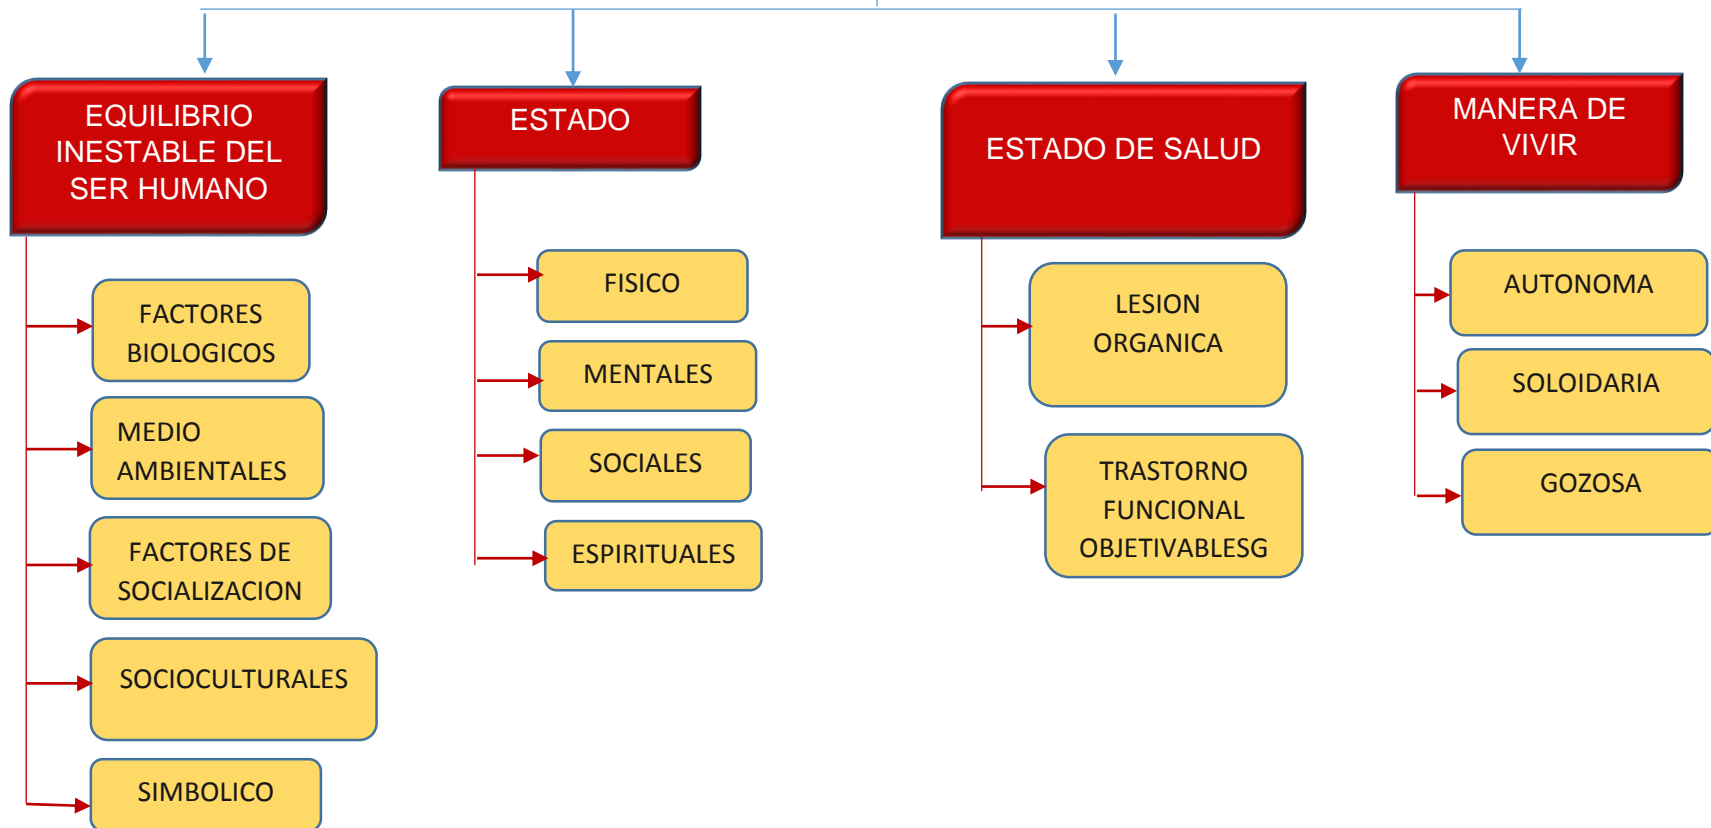 EQUILIBRIO
INESTABLE DEL
SER HUMANO
FACTORES
BIOLOGICOS
MEDIO
AMBIENTALES
FACTORES DE
SOCIALIZACION
SOCIOCULTURALES
SIMBOLICO
ESTADO
FISICO
MENTALES
SOCIALES
ESPIRITUALES
ESTADO DE SALUD
LESION
ORGANICA
TRASTORNO
FUNCIONAL
OBJETIVABLESG
MANERA DE
VIVIR
AUTONOMA
SOLOIDARIA
GOZOSA